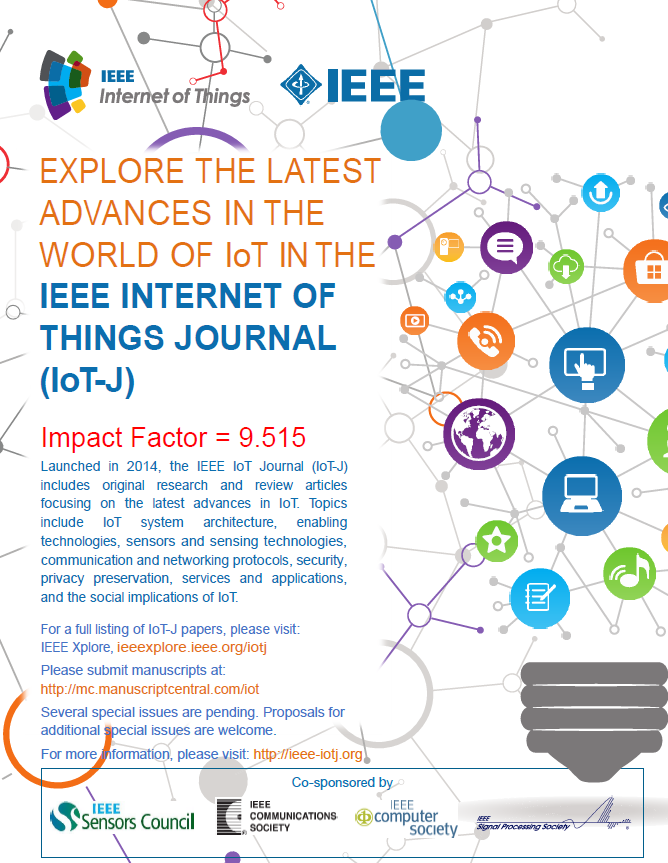 IEEE
Internet of Things
IEEE
EXPLORE THE LATEST
ADVANCES IN THE
WORLD OF IoT IN THE
IEEE INTERNET OF
THINGS JOURNAL
(IoT-J)
Impact Factor = 9.515
Launched in 2014, the IEEE IoT Journal (IoT-J)
includes original research and review articles
focusing on the latest advances in IoT. Topics
include IoT system architecture, enabling
technologies, sensors and sensing technologies,
communication and networking protocols, security,
privacy preservation, services and applications,
and the social implications of IoT.
For a full listing of IoT-J papers, please visit:
IEEE Xplore, ieeexplore.ieee.org/iotj
Please submit manuscripts at:
http://mc.manuscriptcentral.com/iot
Several special issues are pending. Proposals for
additional special issues are welcome.
For more information, please visit: http://ieee-iotj.org
Co-sponsored by
IEEE
Sensors Council
IEEE
COMMUNICATIONS
SOCIETY
IEEE
computer
society
IEEE
Signal Processing Society